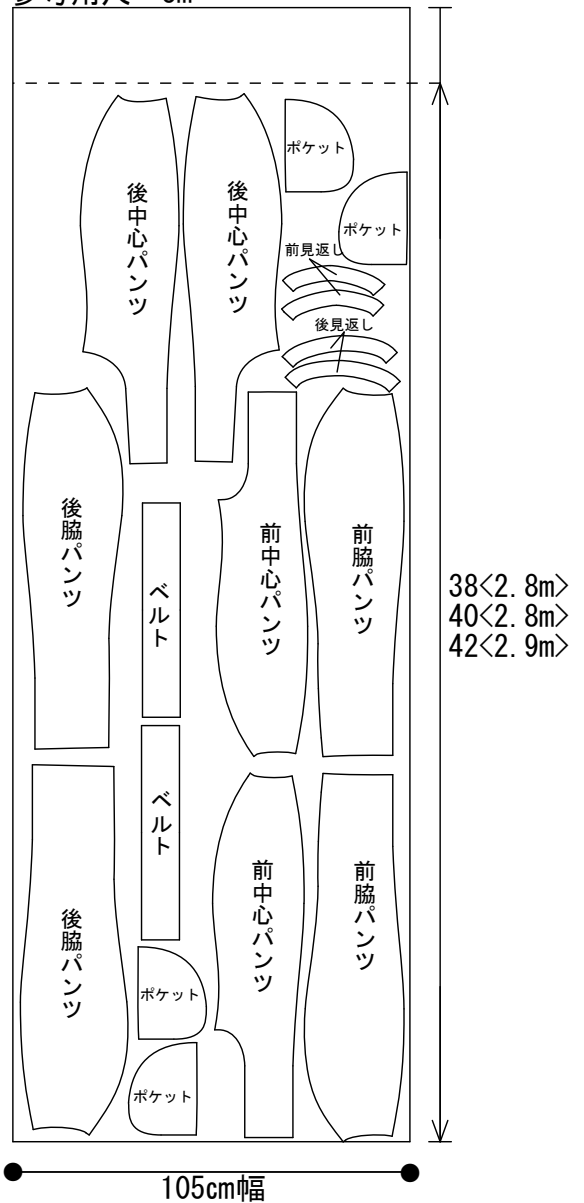 後中心パンツ
後中心パンツ
ポケット
ポケット
前見返し
後見返し
後脇パンツ
ベルト
前中心パンツ
前脇パンツ
38<2.8m>
40<2.8m>
42<2.9m>
後脇パンツ
ベルト
前中心パンツ
前脇パンツ
ポケット
ポケット
105cm幅